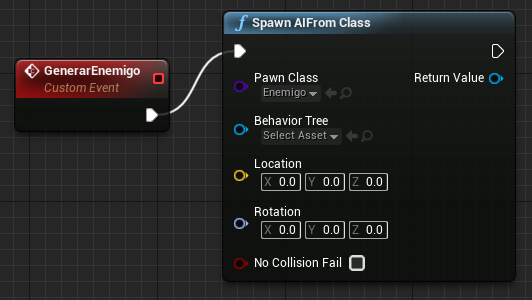 Spawn AIFrom Class
GenerarEnemigo
Custom Event
Pawn Class
Return Value
Enemigo
Behavior Tree
Select Asset
Location
X 0.0 Y 0.0 Z 0.0
Rotation
X 0.0 Y 0.0 Z 0.0
No Collision Fail